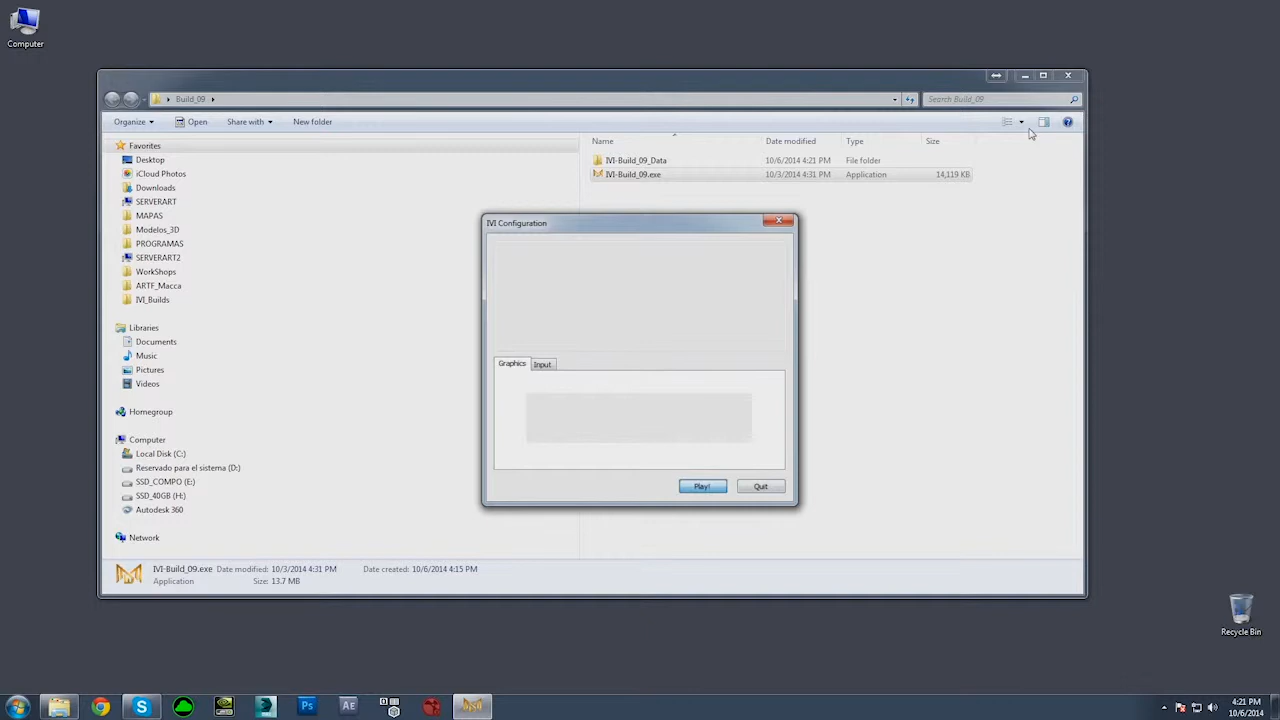 Computer
Build_09
Search Build_09
Organize
Open
Share with
New folder
Name
Date modified
Type
Size
Favorites
Desktop
iCloud Photos
Downloads
SERVERART
MAPAS
Modelos_3D
PROGRAMAS
SERVERART2
WorkShops
ARTF_Macca
IVI_Builds
Libraries
Documents
Music
Pictures
Videos
Homegroup
Computer
Local Disk (C:)
Reservado para el sistema (D:)
SSD_COMPO (E:)
SSD_40GB (H:)
Autodesk 360
Network
IVI-Build_09_Data 10/6/2014 4:21 PM File folder
IVI-Build_09.exe 10/3/2014 4:31 PM Application 14,119 KB
IVI Configuration
Graphics
Input
Play!
Quit
IVI-Build_09.exe Date modified: 10/3/2014 4:31 PM Date created: 10/6/2014 4:15 PM
Application Size: 13.7 MB
Recycle Bin
Ps
Ae
4:21 PM
10/6/2014